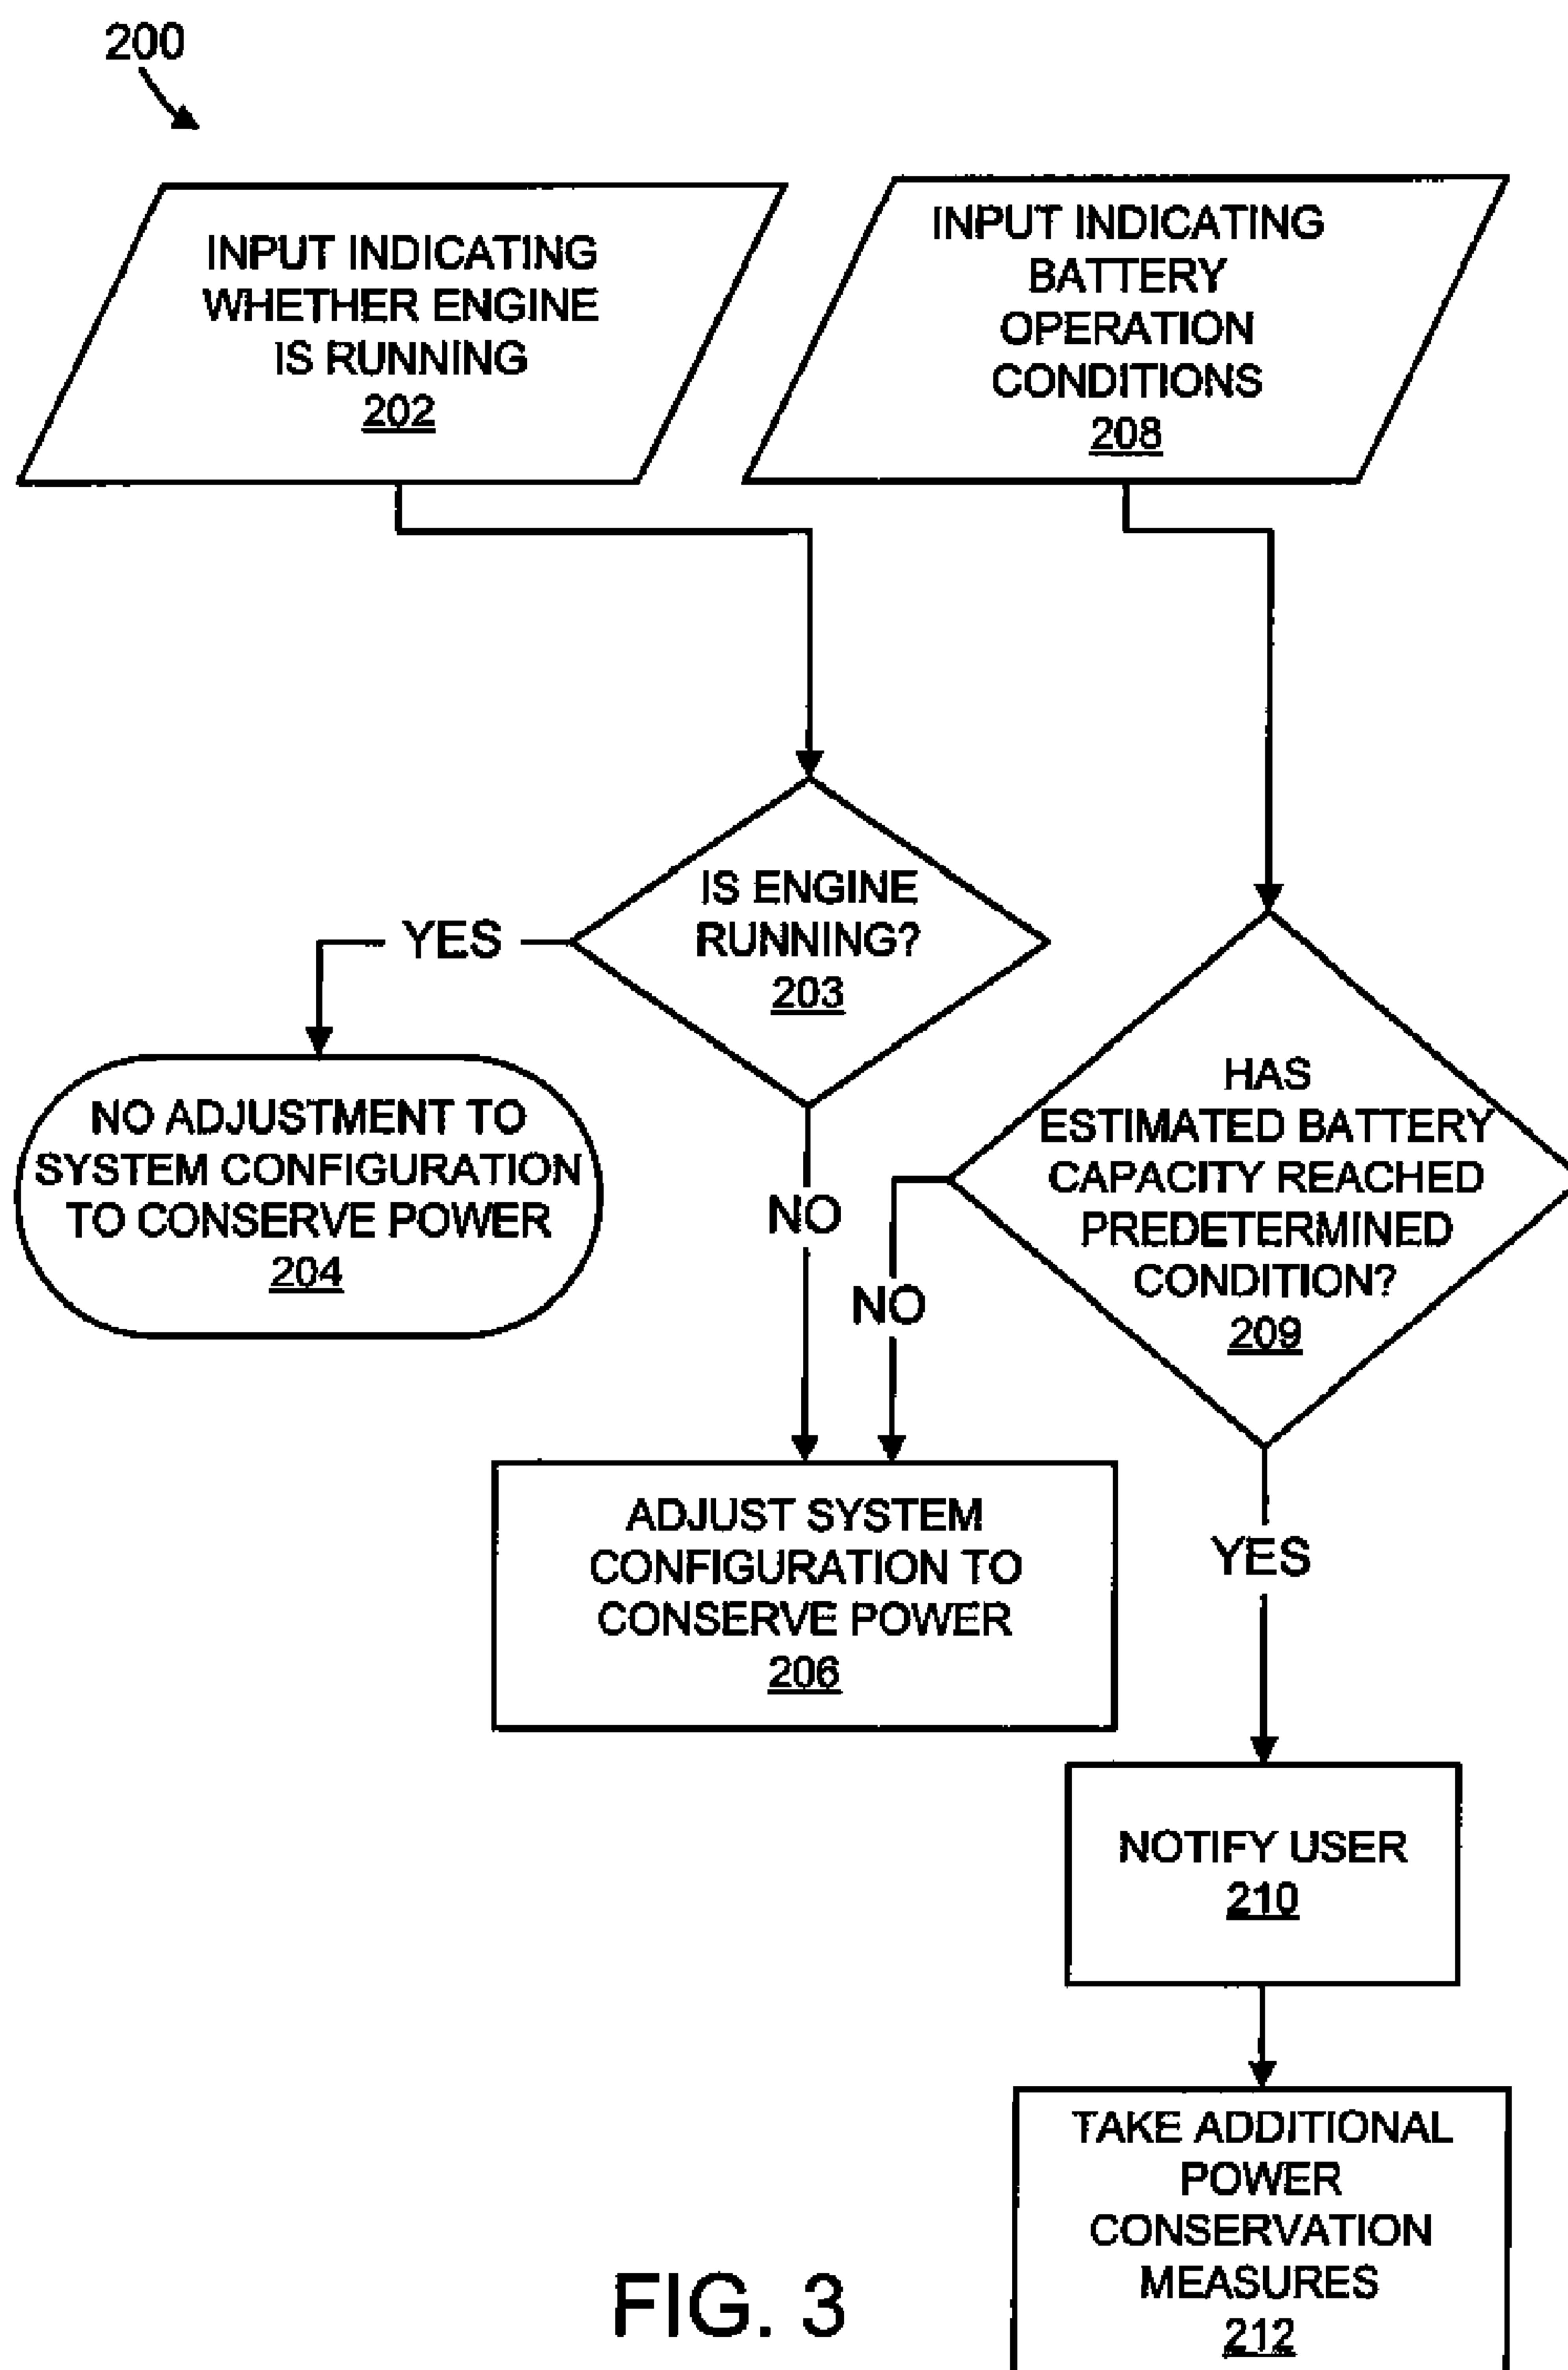 200
INPUT INDICATING
WHETHER ENGINE
IS RUNNING
202
INPUT INDICATING
BATTERY
OPERATION
CONDITIONS
208
IS ENGINE
RUNNING?
203
YES
NO ADJUSTMENT TO
SYSTEM CONFIGURATION
TO CONSERVE POWER
204
NO
HAS
ESTIMATED BATTERY
CAPACITY REACHED
PREDETERMINED
CONDITION?
209
NO
ADJUST SYSTEM
CONFIGURATION TO
CONSERVE POWER
206
YES
NOTIFY USER
210
TAKE ADDITIONAL
POWER
CONSERVATION
MEASURES
212
FIG. 3